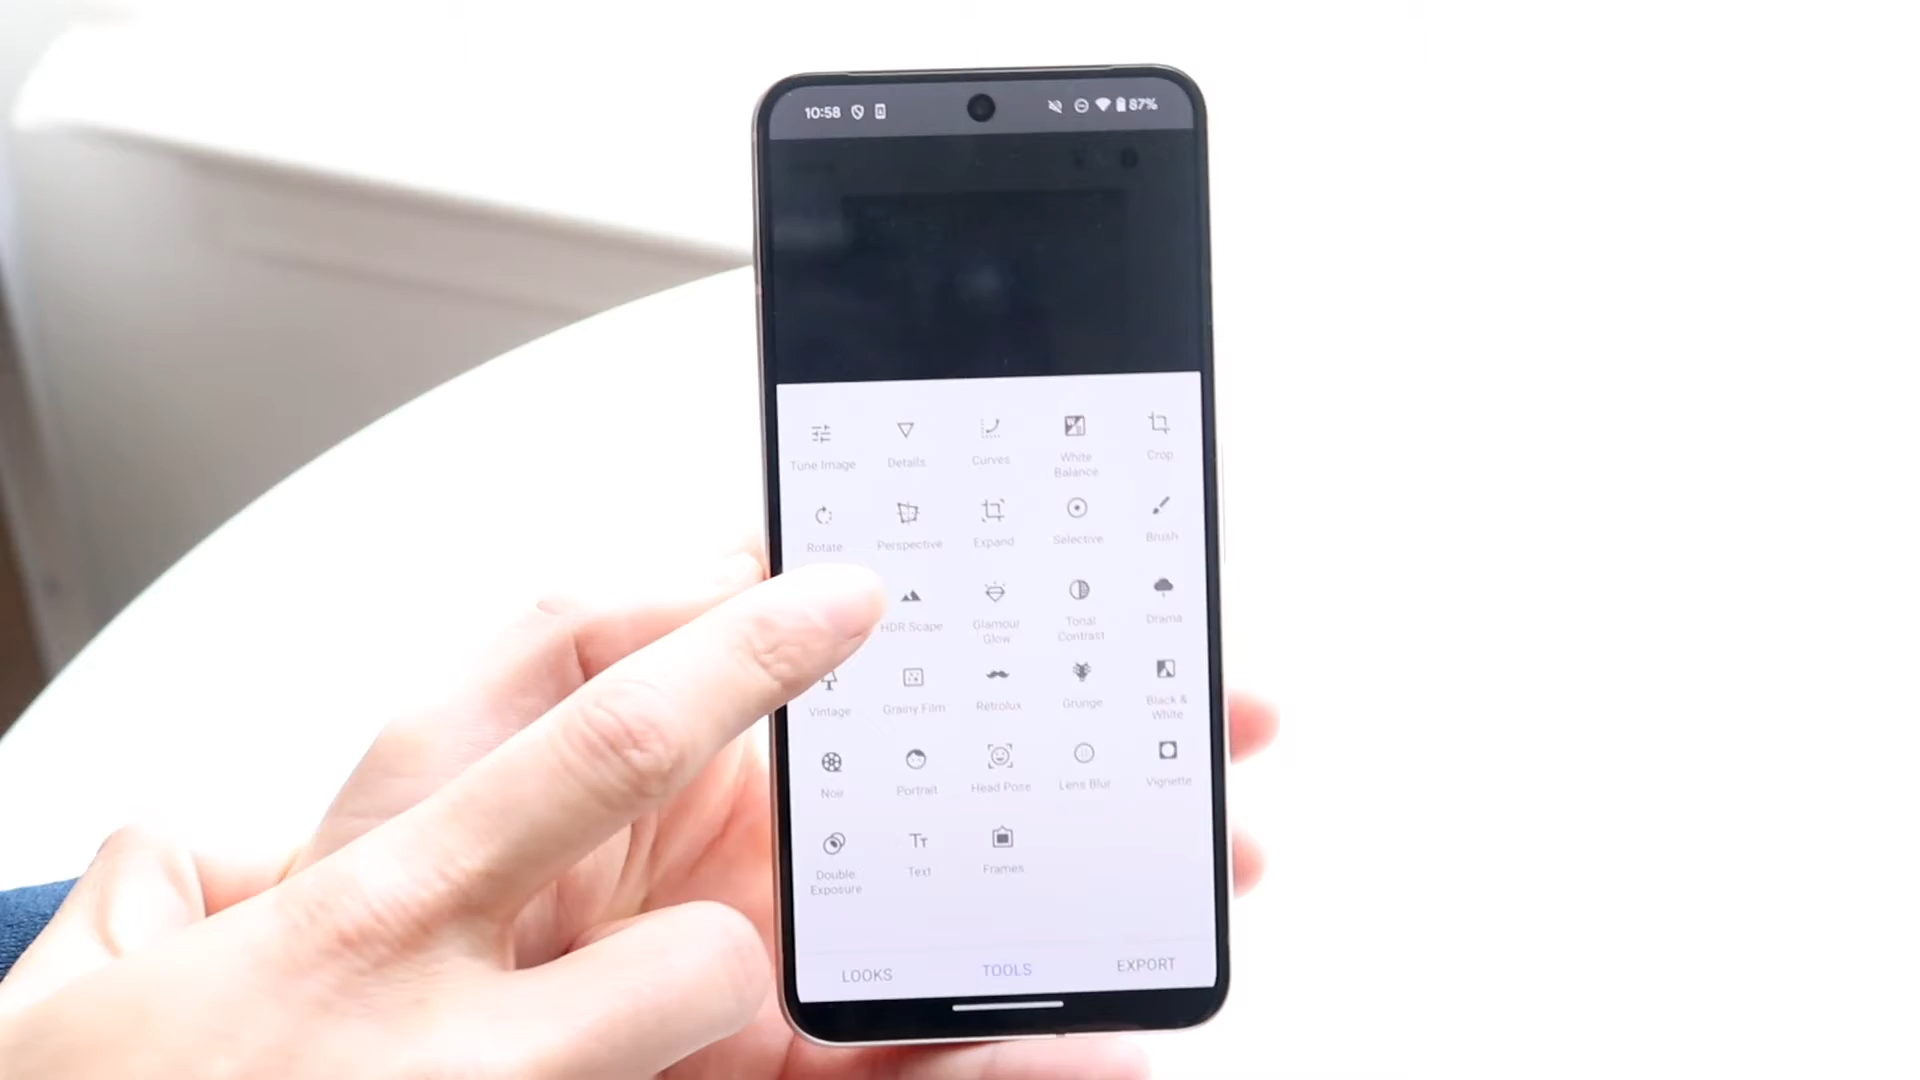 10:58 87%
Tune Image Details Curves White Balance Crop
Rotate Perspective Expand Selective Brush
HDR Scape Glamour Glow Tonal Contrast Drama
Vintage Grainy Film Retrolux Grunge Black & White
Noir Portrait Head Pose Lens Blur Vignette
Double Exposure Text Frames
LOOKS TOOLS EXPORT